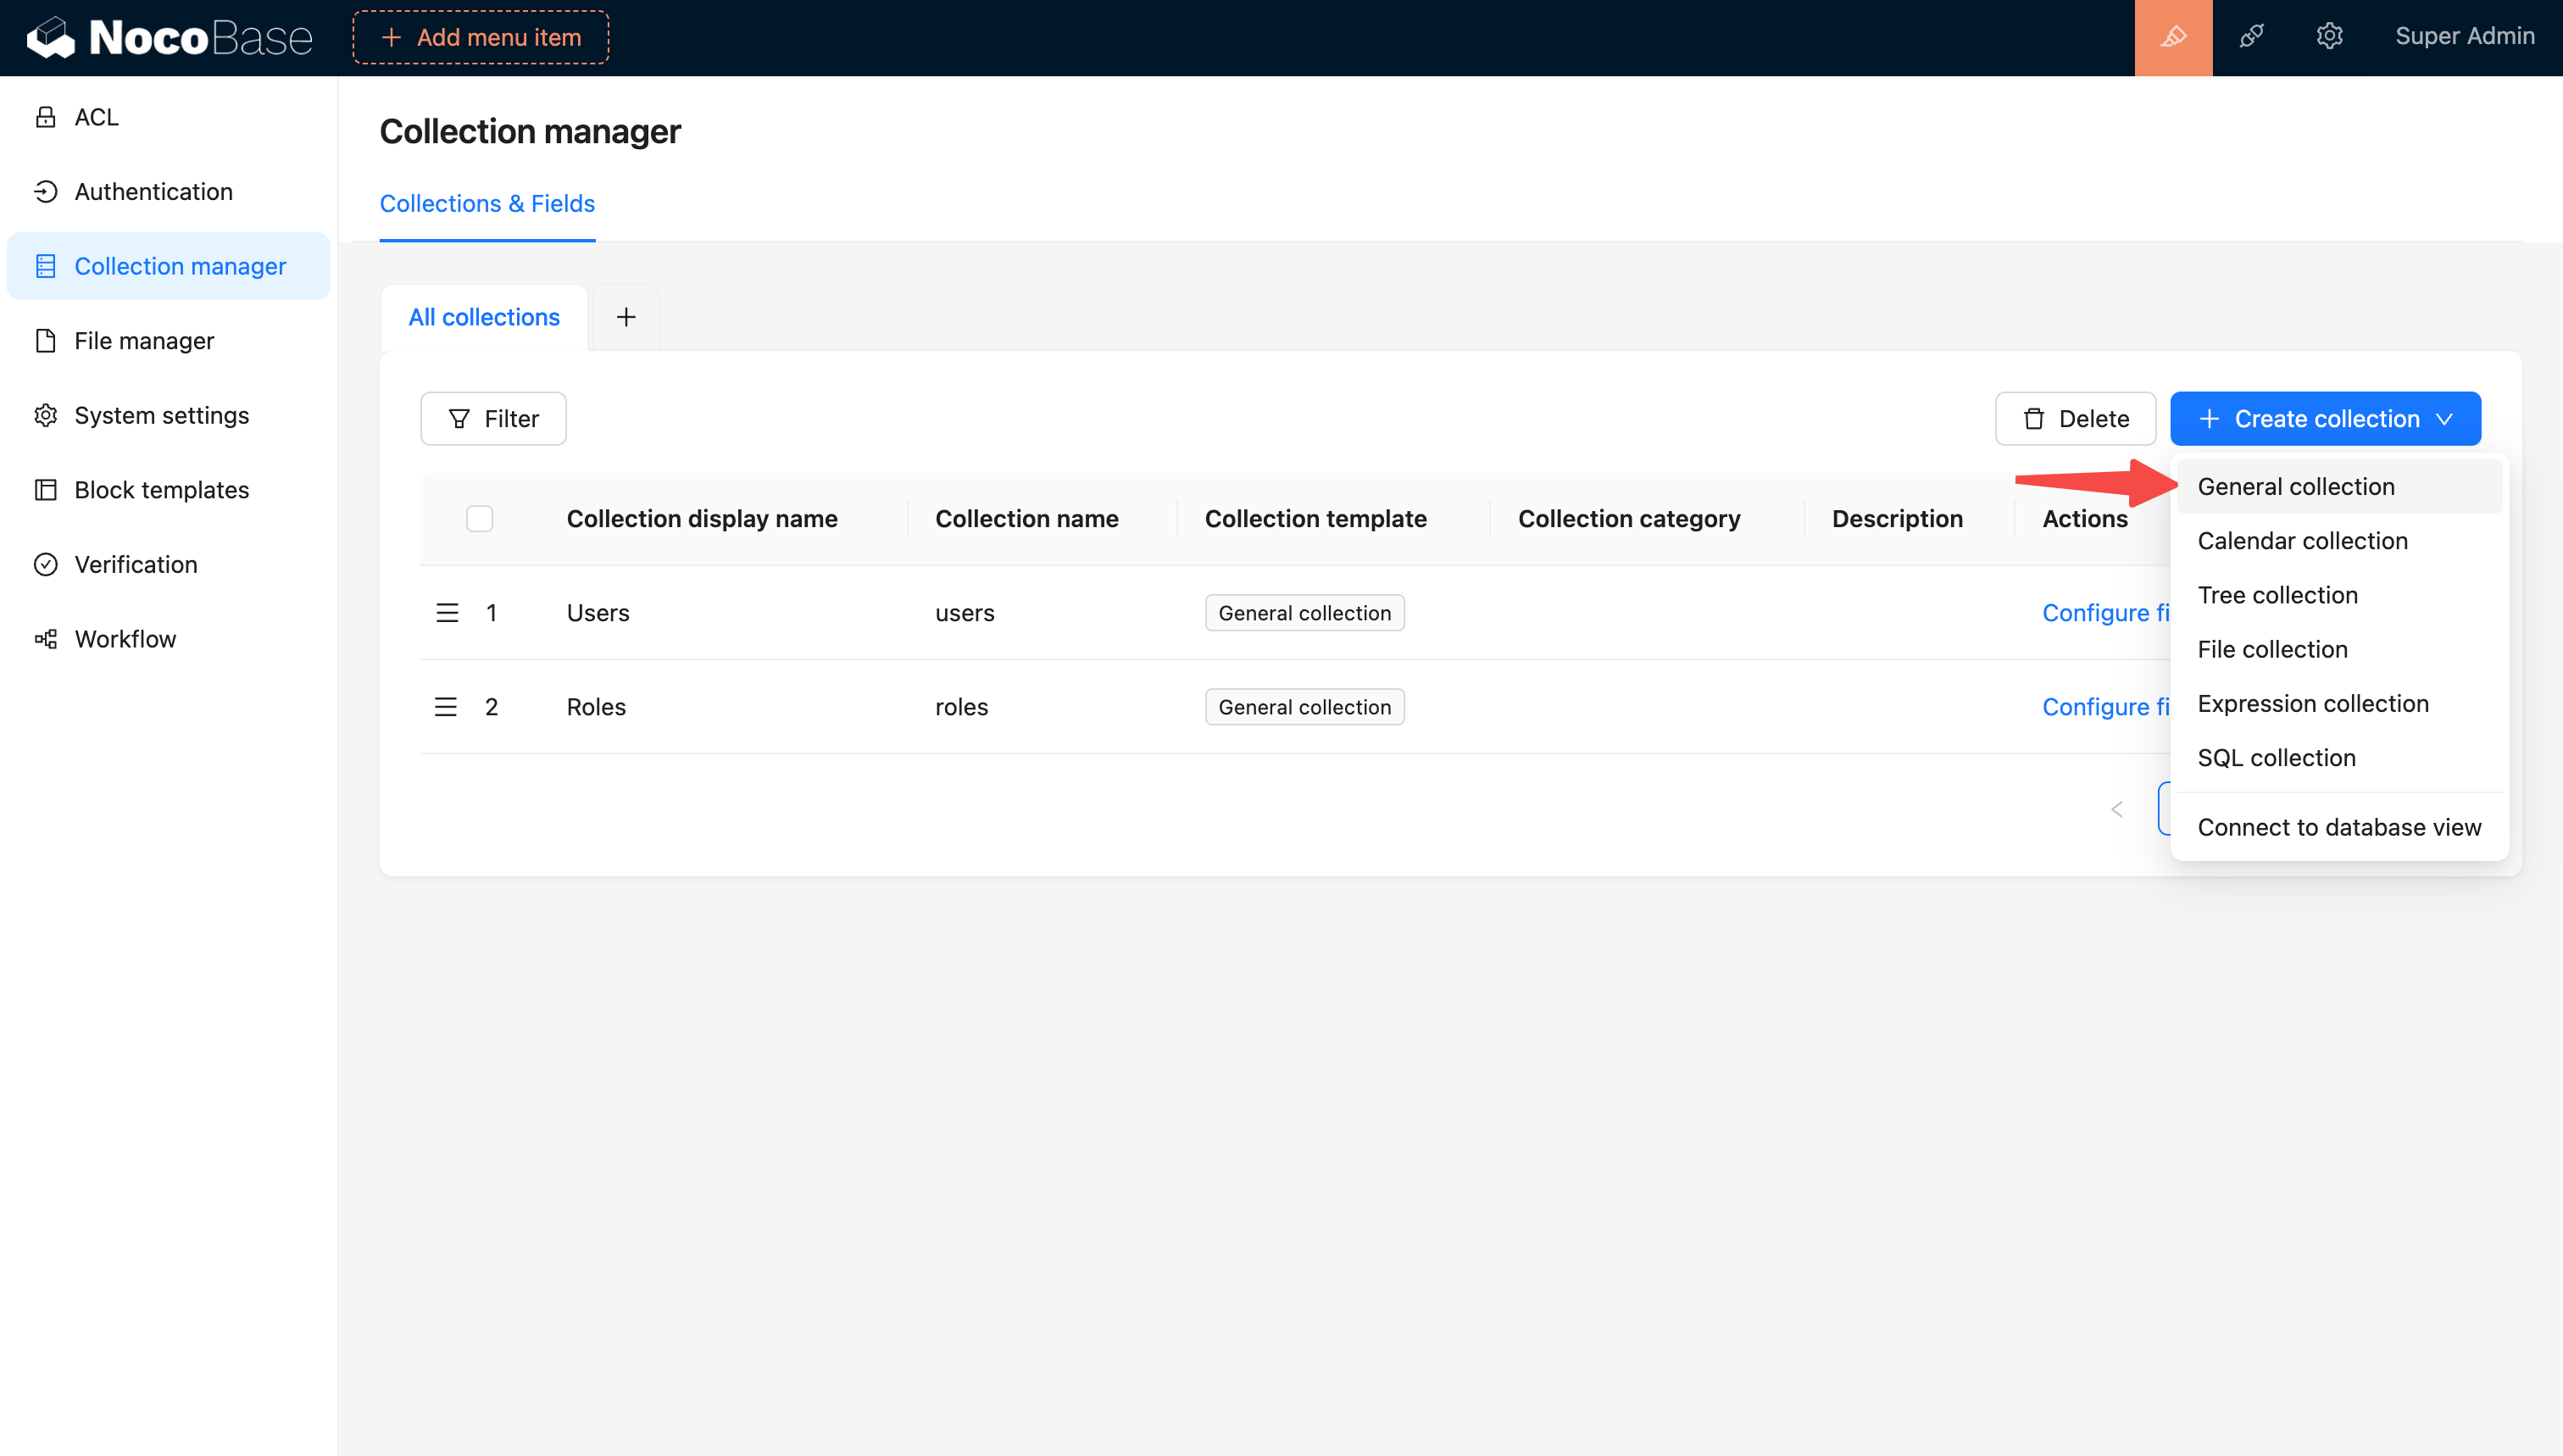 NocoBase
Add menu item
Super Admin
ACL
Authentication
Collection manager
File manager
System settings
Block templates
Verification
Workflow
Collection manager
Collections & Fields
All collections
Filter
Delete
Create collection
Collection display name Collection name Collection template Collection category Description Actions
1 Users users General collection Configure fi
2 Roles roles General collection Configure fi
General collection
Calendar collection
Tree collection
File collection
Expression collection
SQL collection
Connect to database view